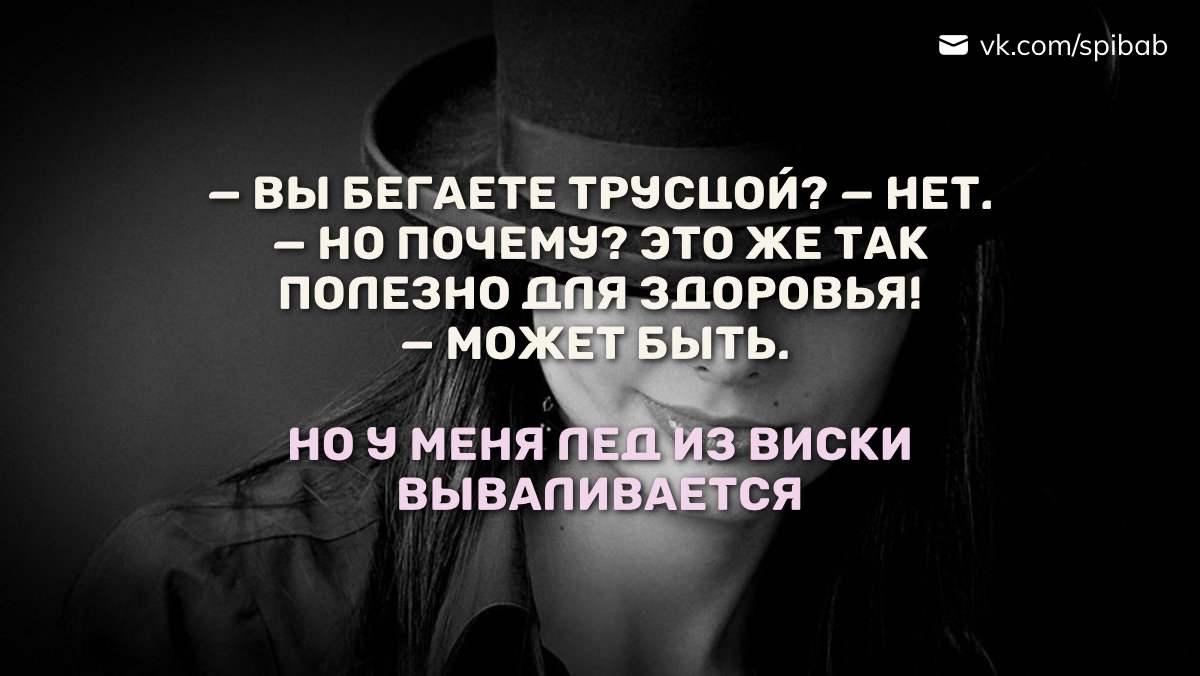 vk.com/spibab
— ВЫ БЕГАЕТЕ ТРУСЦОЙ? — НЕТ.
— НО ПОЧЕМУ? ЭТО ЖЕ ТАК
ПОЛЕЗНО ДЛЯ ЗДОРОВЬЯ!
— МОЖЕТ БЫТЬ.
НО У МЕНЯ ЛЕД ИЗ ВИСКИ
ВЫВАЛИВАЕТСЯ